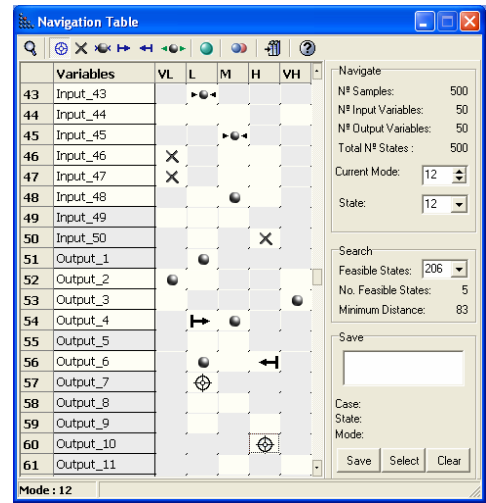 Navigation Table
Variables VL L M H VH
43 Input_43
44 Input_44
45 Input_45
46 Input_46
47 Input_47
48 Input_48
49 Input_49
50 Input_50
51 Output_1
52 Output_2
53 Output_3
54 Output_4
55 Output_5
56 Output_6
57 Output_7
58 Output_8
59 Output_9
60 Output_10
61 Output_11
Navigate
Nº Samples: 500
Nº Input Variables: 50
Nº Output Variables: 50
Total Nº States : 500
Current Mode: 12
State: 12
Search
Feasible States: 206
No. Feasible States: 5
Minimum Distance: 83
Save
Case:
State:
Mode:
Save Select Clear
Mode : 12